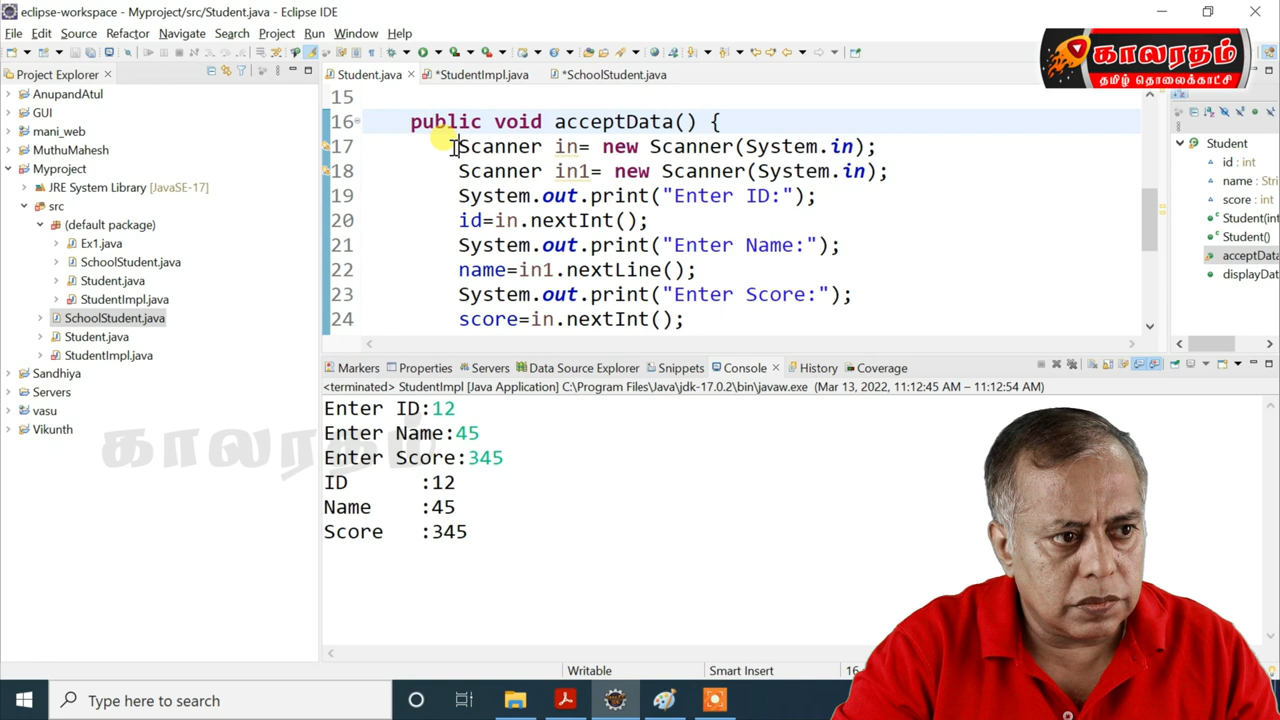 eclipse-workspace - Myproject/src/Student.java - Eclipse IDE
File Edit Source Refactor Navigate Search Project Run Window Help
காலரதம்
தமிழ் தொலைக்காட்சி
Project Explorer
AnupandAtul
GUI
mani_web
MuthuMahesh
Myproject
JRE System Library [JavaSE-17]
src
(default package)
Ex1.java
SchoolStudent.java
Student.java
StudentImpl.java
SchoolStudent.java
Student.java
StudentImpl.java
Sandhiya
Servers
vasu
Vikunth
Student.java *StudentImpl.java *SchoolStudent.java
15
16 public void acceptData() {
17 Scanner in= new Scanner(System.in);
18 Scanner in1= new Scanner(System.in);
19 System.out.print("Enter ID:");
20 id=in.nextInt();
21 System.out.print("Enter Name:");
22 name=in1.nextLine();
23 System.out.print("Enter Score:");
24 score=in.nextInt();
Student
id : int
name : Stri
score : int
Student(int
Student()
acceptData
displayDat
Markers Properties Servers Data Source Explorer Snippets Console History Coverage
<terminated> StudentImpl [Java Application] C:\Program Files\Java\jdk-17.0.2\bin\javaw.exe (Mar 13, 2022, 11:12:45 AM – 11:12:54 AM)
Enter ID:12
Enter Name:45
Enter Score:345
ID :12
Name :45
Score :345
காலரதம்
Writable Smart Insert 16
Type here to search